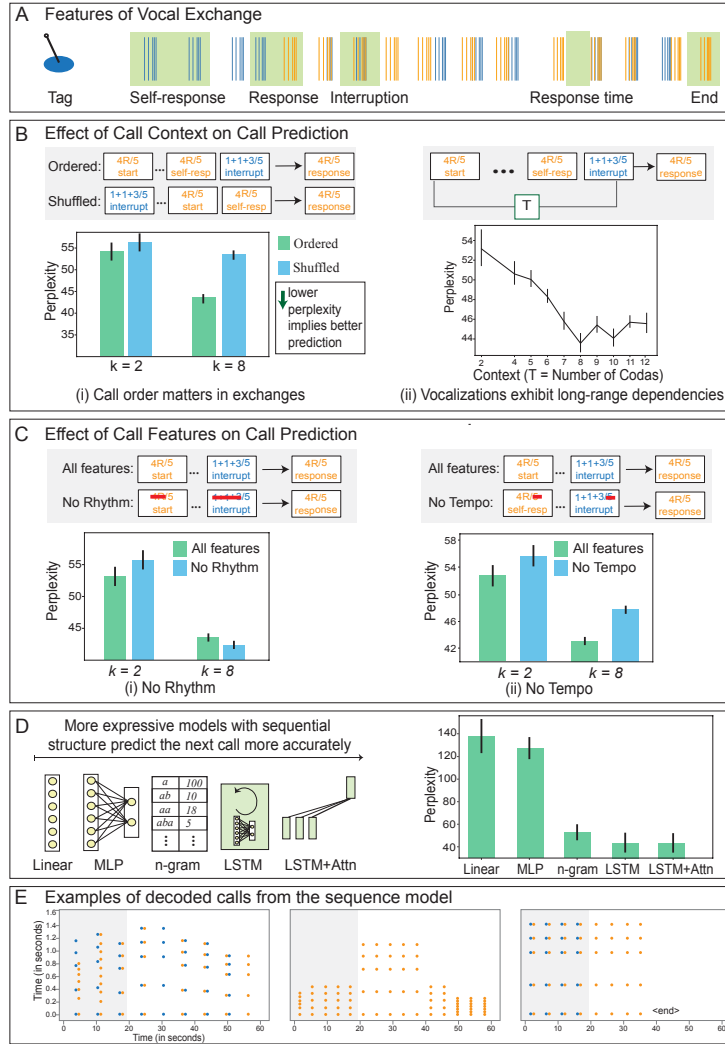 A Features of Vocal Exchange
Tag Self-response Response Interruption Response time End
B Effect of Call Context on Call Prediction
Ordered: 4R/5 start ... 4R/5 self-resp 1+1+3/5 interrupt 4R/5 response
Shuffled: 1+1+3/5 interrupt ... 4R/5 start 4R/5 self-resp 4R/5 response
Perplexity
55
50
45
40
35
Ordered
Shuffled
lower
perplexity
implies better
prediction
k = 2 k = 8
(i) Call order matters in exchanges
4R/5 start ... 4R/5 self-resp 1+1+3/5 interrupt 4R/5 response
T
Perplexity
54
52
50
48
46
44
2 4 5 6 7 8 9 10 11 12
Context (T = Number of Codas)
(ii) Vocalizations exhibit long-range dependencies
C Effect of Call Features on Call Prediction
All features: 4R/5 start ... 1+1+3/5 interrupt 4R/5 response
No Rhythm: 4R/5 start ... 1+1+3/5 interrupt 4R/5 response
Perplexity
55
50
45
All features
No Rhythm
k = 2 k = 8
(i) No Rhythm
All features: 4R/5 start ... 1+1+3/5 interrupt 4R/5 response
No Tempo: 4R/5 self-resp ... 1+1+3/5 interrupt 4R/5 response
Perplexity
58
54
50
46
42
All features
No Tempo
k = 2 k = 8
(ii) No Tempo
D More expressive models with sequential
structure predict the next call more accurately
a 100
ab 10
aa 18
aba 5
Linear MLP n-gram LSTM LSTM+Attn
Perplexity
140
120
100
80
60
40
Linear MLP n-gram LSTM LSTM+Attn
E Examples of decoded calls from the sequence model
Time (in seconds)
1.6
1.4
1.2
1.0
0.8
0.6
0.4
0.2
0.0
0 10 20 30 40 50 60
Time (in seconds)
0 10 20 30 40 50 60
<end>
0 10 20 30 40 50 60